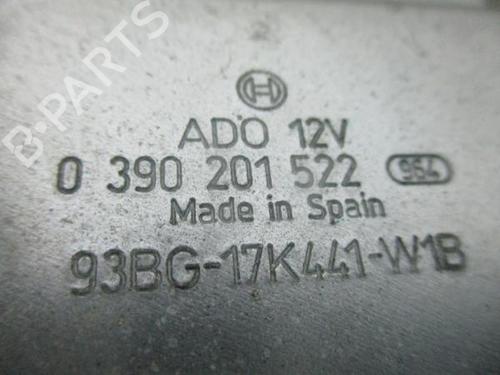 B-PARTS
ADO 12V
0 390 201 522 964
Made in Spain
93BG-17K441-W1B